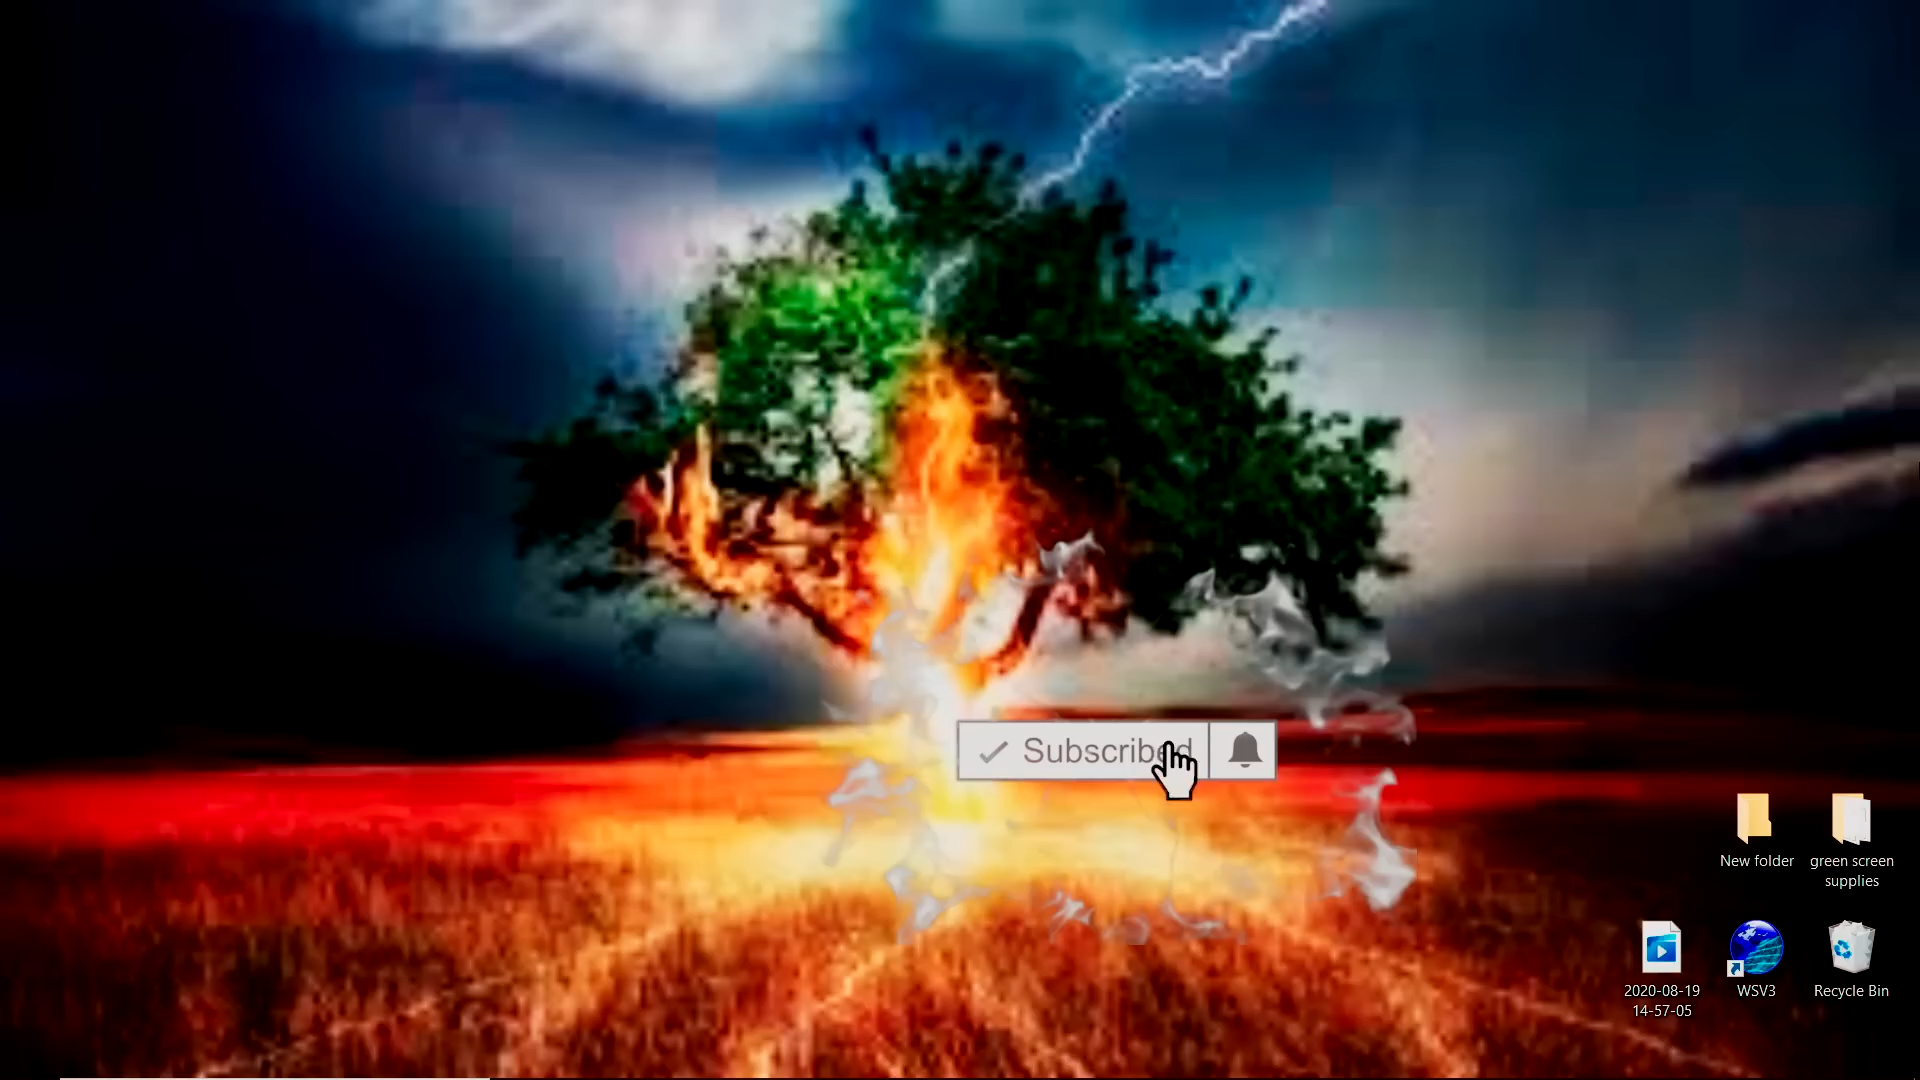 Subscribed
New folder
green screen
supplies
2020-08-19
14-57-05
WSV3
Recycle Bin